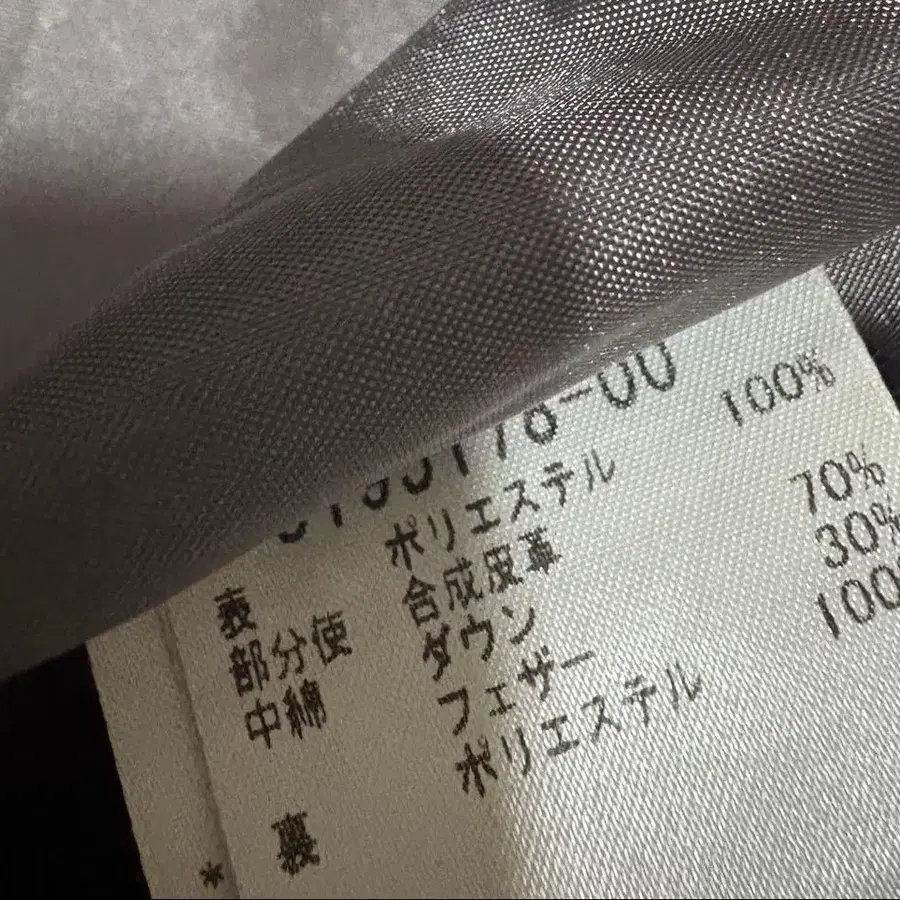 表 ポリエステル 100%
部分使 合成皮革
中綿 ダウン 70%
フェザー 30%
裏 ポリエステル 100
*